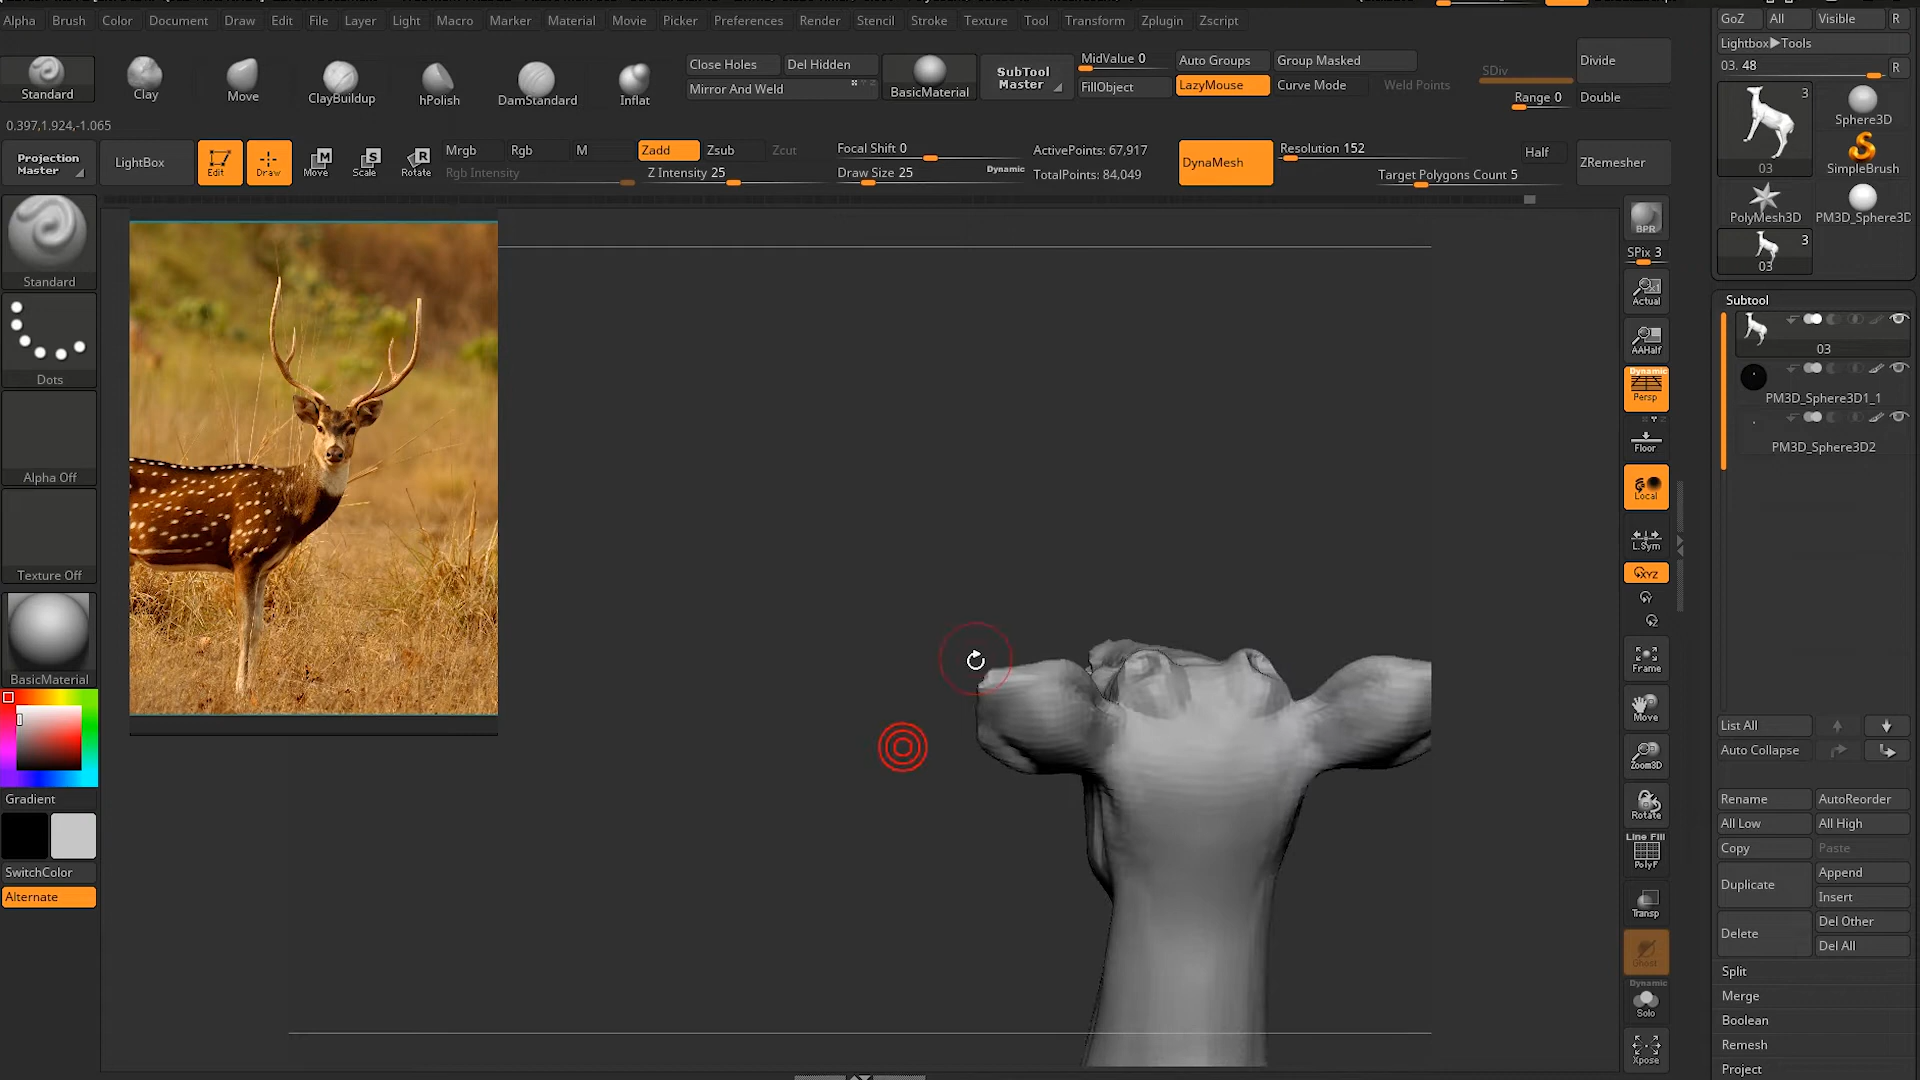 Alpha Brush Color Document Draw Edit File Layer Light Macro Marker Material Movie Picker Preferences Render Stencil Stroke Texture Tool Transform Zplugin Zscript
GoZ All Visible R
Lightbox▶Tools
03. 48 R
Standard Clay Move ClayBuildup hPolish DamStandard Inflat
Close Holes Del Hidden
Mirror And Weld
BasicMaterial
SubTool
Master
MidValue 0
FillObject
Auto Groups Group Masked
LazyMouse Curve Mode Weld Points
SDiv
Range 0
Divide
Double
0.397,1.924,-1.065
Projection
Master
LightBox
Edit Draw Move Scale Rotate
Mrgb Rgb M Zadd Zsub Zcut
Rgb Intensity Z Intensity 25
Focal Shift 0
Draw Size 25 Dynamic
ActivePoints: 67,917
TotalPoints: 84,049
DynaMesh
Resolution 152 Half
Target Polygons Count 5
ZRemesher
3
03
Sphere3D
SimpleBrush
PolyMesh3D PM3D_Sphere3D
3
03
Standard
Dots
Alpha Off
Texture Off
BasicMaterial
Gradient
SwitchColor
Alternate
BPR
SPix 3
Actual
AAHalf
Dynamic
Persp
Floor
Local
L.Sym
XYZ
Y
Z
Frame
Move
Zoom3D
Rotate
Line Fill
PolyF
Transp
Ghost
Dynamic
Solo
Xpose
Subtool
03
PM3D_Sphere3D1_1
PM3D_Sphere3D2
List All
Auto Collapse
Rename AutoReorder
All Low All High
Copy Paste
Duplicate Append
Insert
Delete Del Other
Del All
Split
Merge
Boolean
Remesh
Project